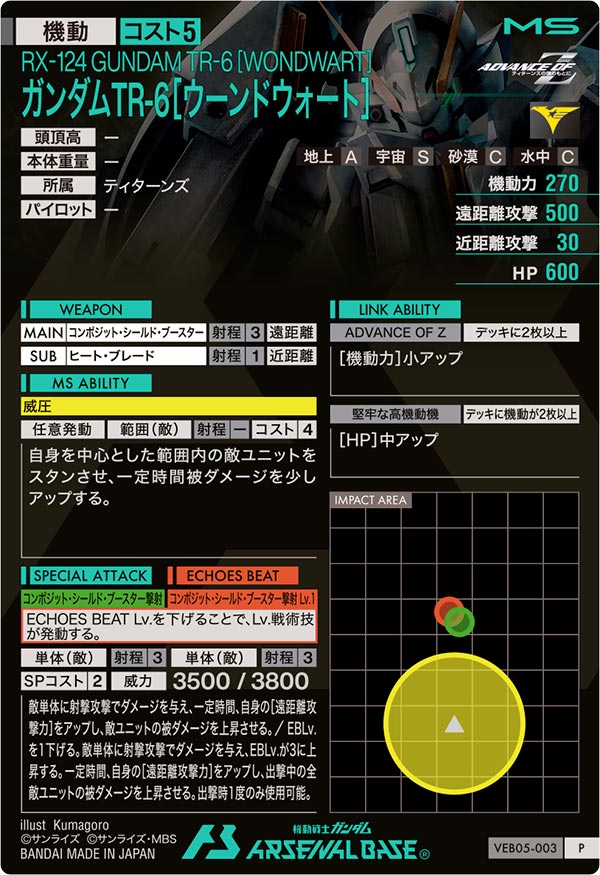 機動 コスト5 MS
RX-124 GUNDAM TR-6 [WONDWART]
ガンダムTR-6[ウーンドウォート]
ADVANCE OF Z
ティターンズの旗のもとに
頭頂高 —
本体重量 —
所属 ティターンズ
パイロット —
地上 A 宇宙 S 砂漠 C 水中 C
機動力 270
遠距離攻撃 500
近距離攻撃 30
HP 600
WEAPON
MAIN コンポジット・シールド・ブースター 射程 3 遠距離
SUB ヒート・ブレード 射程 1 近距離
MS ABILITY
威圧
任意発動 範囲(敵) 射程 — コスト 4
自身を中心とした範囲内の敵ユニットを
スタンさせ、一定時間被ダメージを少し
アップする。
LINK ABILITY
ADVANCE OF Z デッキに2枚以上
[機動力]小アップ
堅牢な高機動機 デッキに機動が2枚以上
[HP]中アップ
IMPACT AREA
SPECIAL ATTACK ECHOES BEAT
コンポジット・シールド・ブースター撃射 コンポジット・シールド・ブースター撃射 Lv.1
ECHOES BEAT Lv.を下げることで、Lv.戦術技
が発動する。
単体(敵) 射程 3 単体(敵) 射程 3
SPコスト 2 威力 3500 / 3800
敵単体に射撃攻撃でダメージを与え、一定時間、自身の[遠距離攻
撃力]をアップし、敵ユニットの被ダメージを上昇させる。/ EBLv.
を1下げる。敵単体に射撃攻撃でダメージを与え、EBLv.が3に上
昇する。一定時間、自身の[遠距離攻撃力]をアップし、出撃中の全
敵ユニットの被ダメージを上昇させる。出撃時1度のみ使用可能。
illust Kumagoro
©サンライズ ©サンライズ・MBS
BANDAI MADE IN JAPAN
機動戦士ガンダム
ARSENAL BASE®
VEB05-003 P